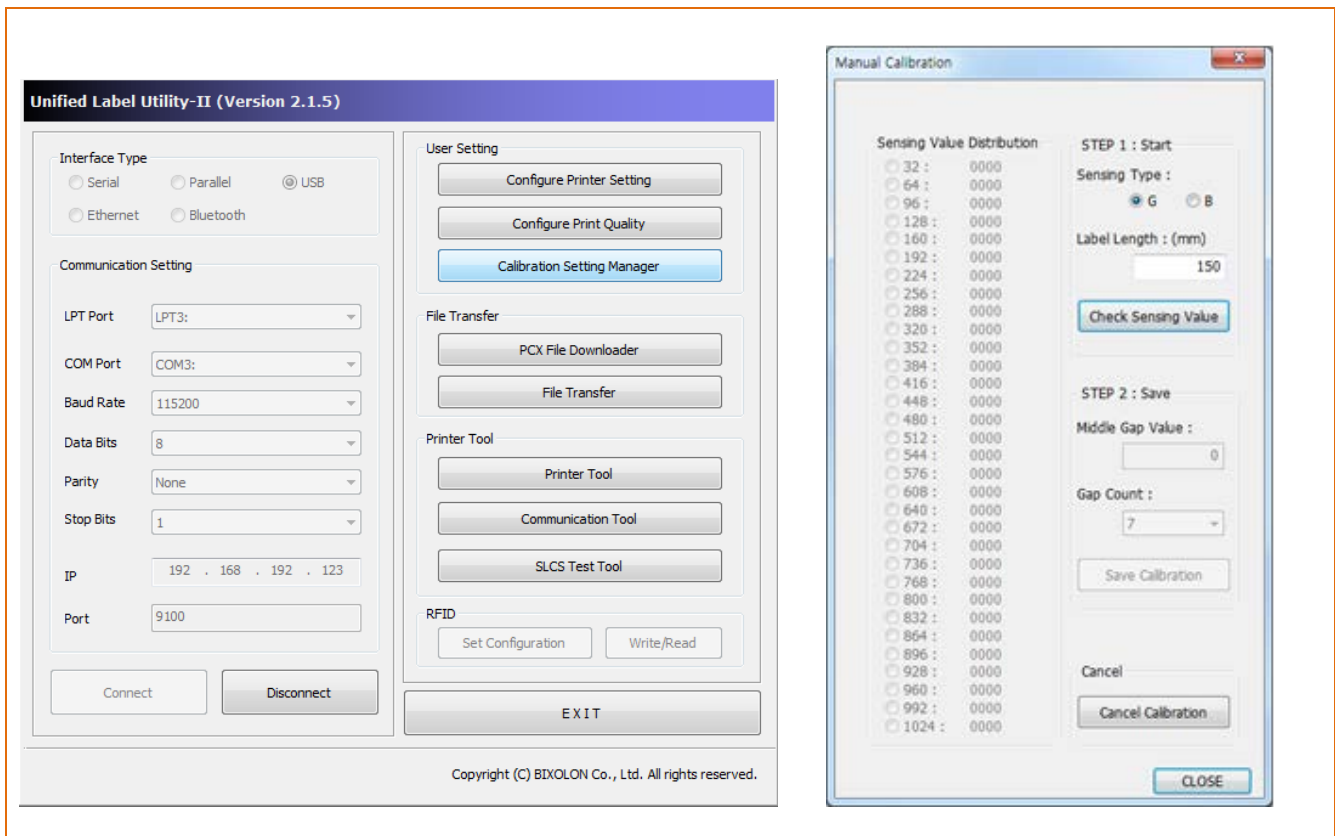 Unified Label Utility-II (Version 2.1.5)
Interface Type
Serial
Parallel
USB
Ethernet
Bluetooth
Communication Setting
LPT Port
LPT3:
COM Port
COM3:
Baud Rate
115200
Data Bits
8
Parity
None
Stop Bits
1
IP
192 . 168 . 192 . 123
Port
9100
Connect
Disconnect
User Setting
Configure Printer Setting
Configure Print Quality
Calibration Setting Manager
File Transfer
PCX File Downloader
File Transfer
Printer Tool
Printer Tool
Communication Tool
SLCS Test Tool
RFID
Set Configuration
Write/Read
EXIT
Copyright (C) BIXOLON Co., Ltd. All rights reserved.
Manual Calibration
Sensing Value Distribution
32 : 0000
64 : 0000
96 : 0000
128 : 0000
160 : 0000
192 : 0000
224 : 0000
256 : 0000
288 : 0000
320 : 0000
352 : 0000
384 : 0000
416 : 0000
448 : 0000
480 : 0000
512 : 0000
544 : 0000
576 : 0000
608 : 0000
640 : 0000
672 : 0000
704 : 0000
736 : 0000
768 : 0000
800 : 0000
832 : 0000
864 : 0000
896 : 0000
928 : 0000
960 : 0000
992 : 0000
1024 : 0000
STEP 1 : Start
Sensing Type :
G
B
Label Length : (mm)
150
Check Sensing Value
STEP 2 : Save
Middle Gap Value :
0
Gap Count :
7
Save Calibration
Cancel
Cancel Calibration
CLOSE